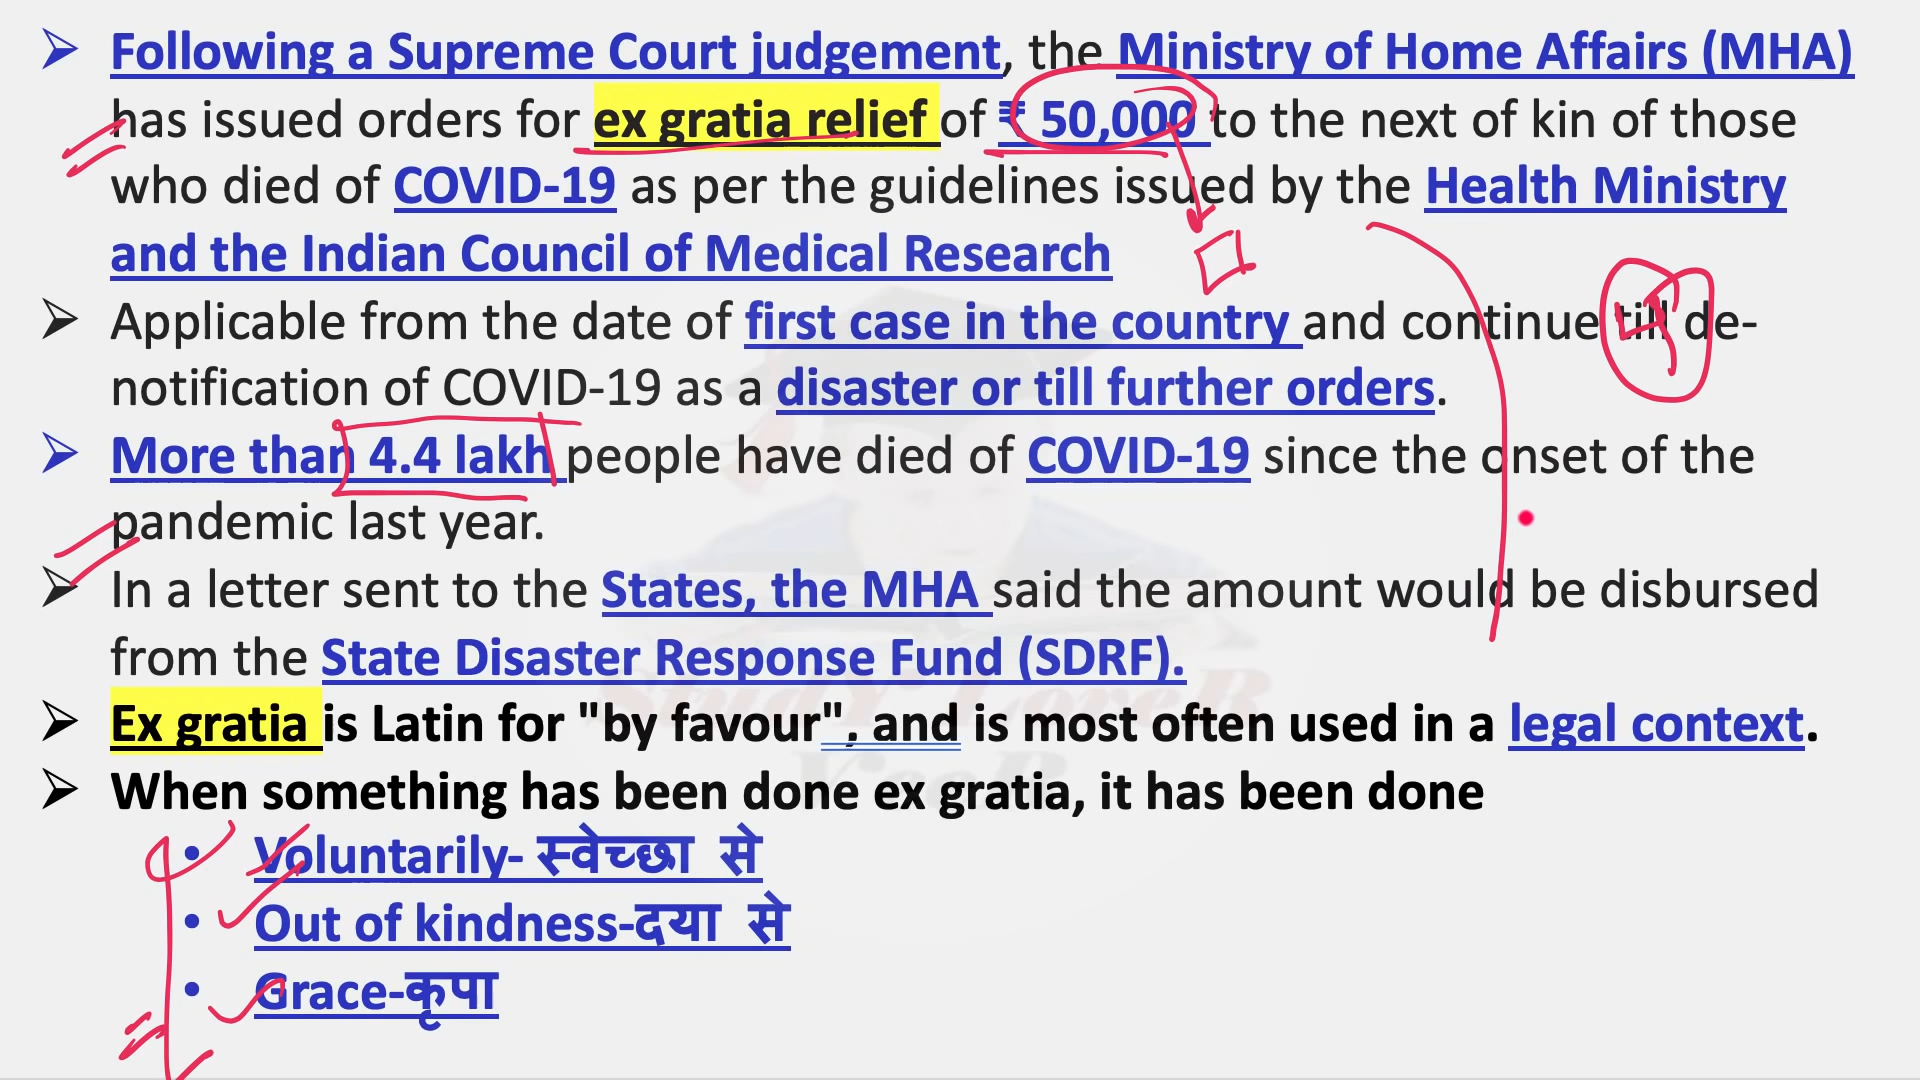 ➢ Following a Supreme Court judgement, the Ministry of Home Affairs (MHA)
has issued orders for ex gratia relief of ₹ 50,000 to the next of kin of those
who died of COVID-19 as per the guidelines issued by the Health Ministry
and the Indian Council of Medical Research
➢ Applicable from the date of first case in the country and continue till de-
notification of COVID-19 as a disaster or till further orders.
➢ More than 4.4 lakh people have died of COVID-19 since the onset of the
pandemic last year.
➢ In a letter sent to the States, the MHA said the amount would be disbursed
from the State Disaster Response Fund (SDRF).
StudY LoveR
➢ Ex gratia is Latin for "by favour", and is most often used in a legal context.
VeeR
➢ When something has been done ex gratia, it has been done
• Voluntarily- स्वेच्छा से
• Out of kindness-दया से
• Grace-कृपा